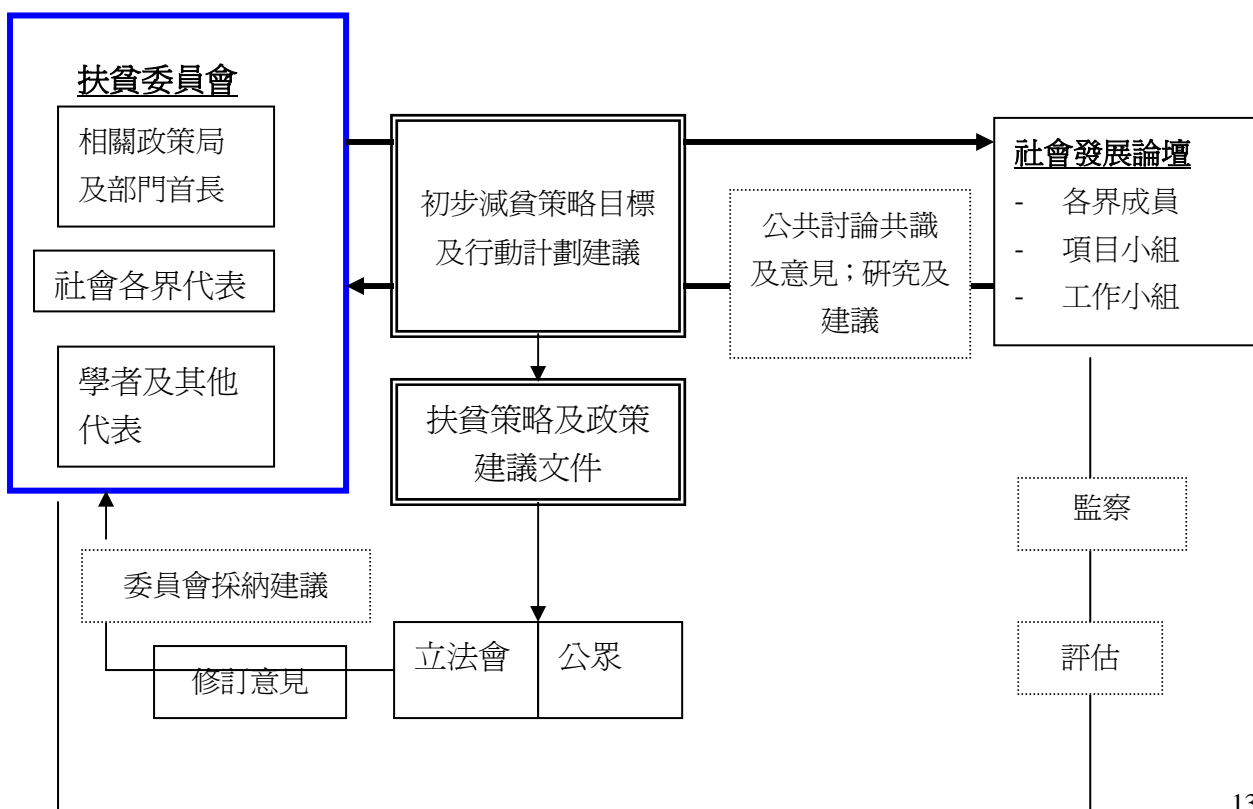 扶貧委員會
相關政策局
及部門首長
社會各界代表
學者及其他
代表
初步減貧策略目標
及行動計劃建議
公共討論共識
及意見；研究及
建議
社會發展論壇
- 各界成員
- 項目小組
- 工作小組
扶貧策略及政策
建議文件
監察
委員會採納建議
立法會
公眾
修訂意見
評估
13